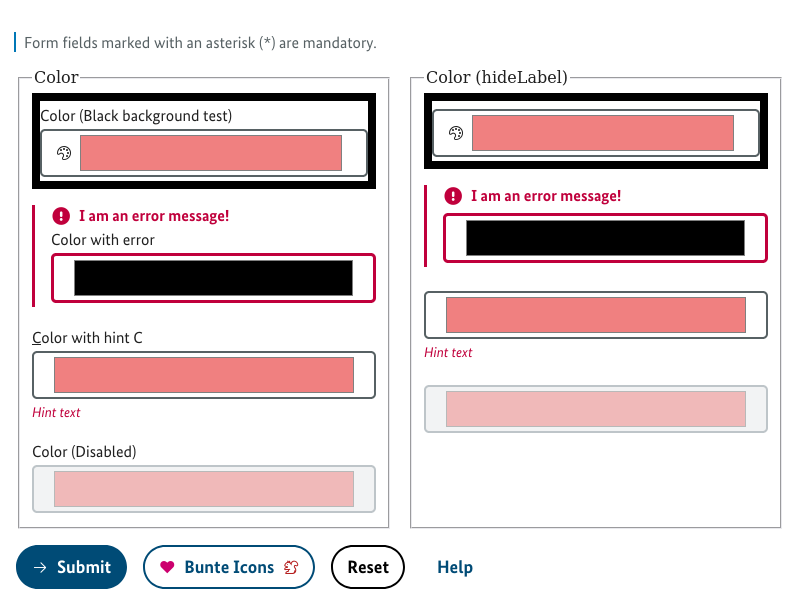 Form fields marked with an asterisk (*) are mandatory.
Color
Color (Black background test)
I am an error message!
Color with error
Color with hint C
Hint text
Color (Disabled)
Color (hideLabel)
I am an error message!
Hint text
Submit
Bunte Icons
Reset
Help